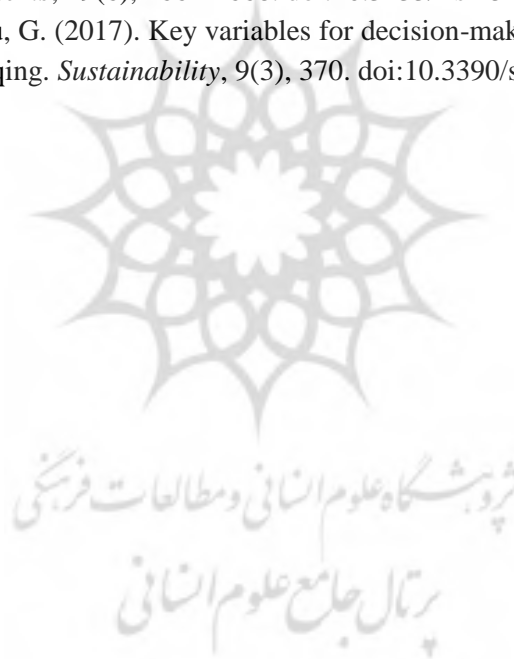 u, G. (2017). Key variables for decision-mak
qing. Sustainability, 9(3), 370. doi:10.3390/s
پژوهشگاه علوم انسانی و مطالعات فرهنگی
پرتال جامع علوم انسانی